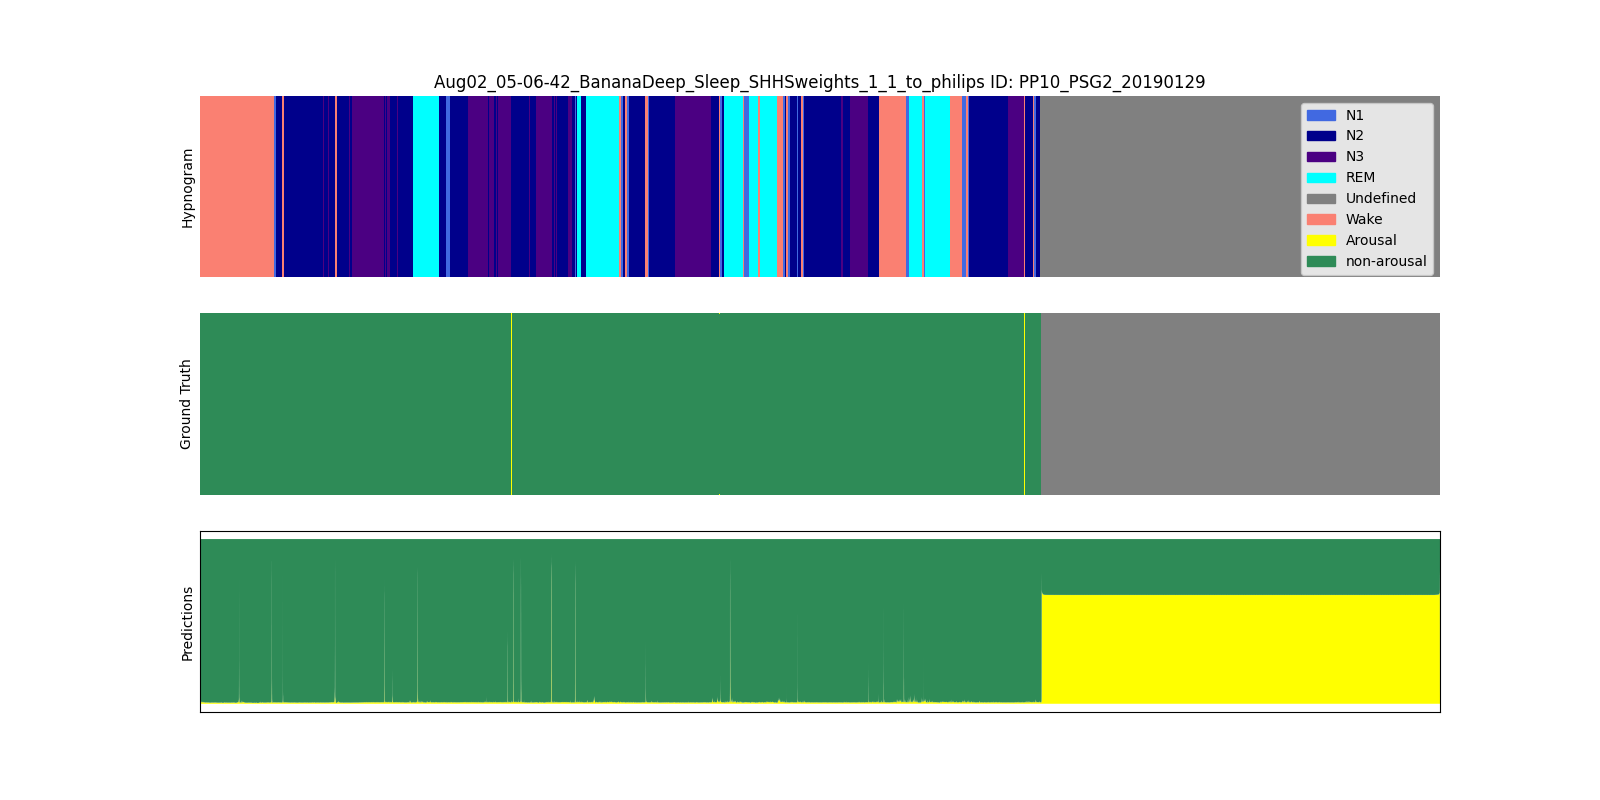 Aug02_05-06-42_BananaDeep_Sleep_SHHSweights_1_1_to_philips ID: PP10_PSG2_20190129
Hypnogram
N1
N2
N3
REM
Undefined
Wake
Arousal
non-arousal
Ground Truth
Predictions